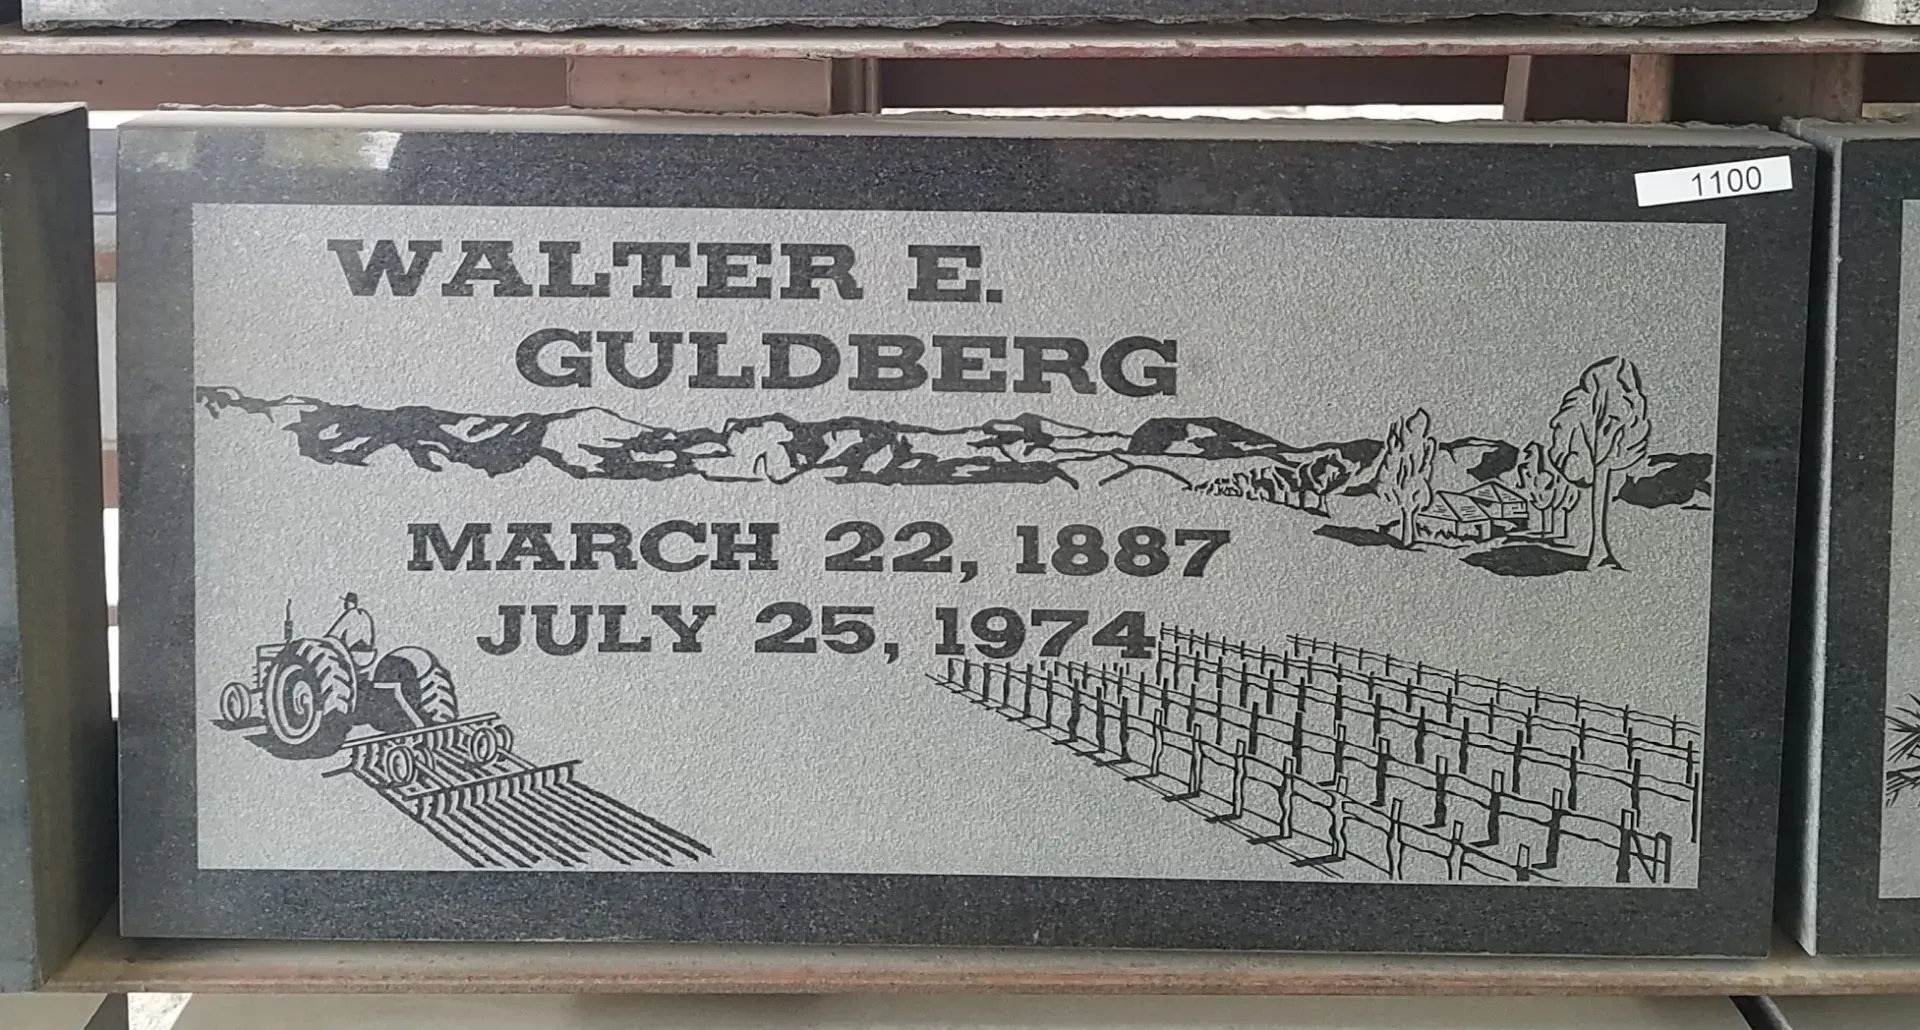 1100
WALTER E.
GULDBERG
MARCH 22, 1887
JULY 25, 1974